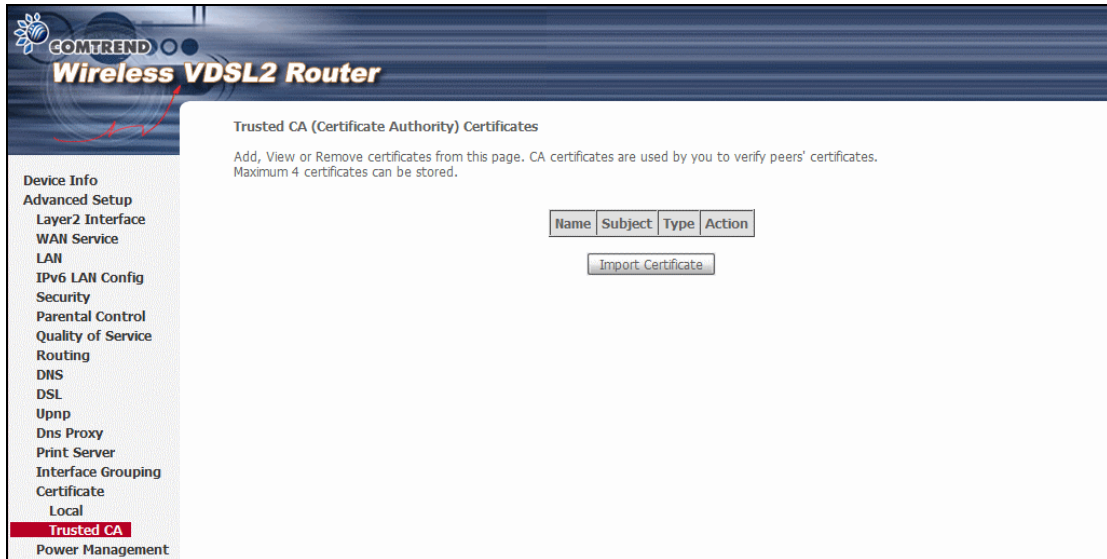 COMTREND
Wireless VDSL2 Router
Trusted CA (Certificate Authority) Certificates
Add, View or Remove certificates from this page. CA certificates are used by you to verify peers' certificates.
Maximum 4 certificates can be stored.
Name Subject Type Action
Import Certificate
Device Info
Advanced Setup
Layer2 Interface
WAN Service
LAN
IPv6 LAN Config
Security
Parental Control
Quality of Service
Routing
DNS
DSL
Upnp
Dns Proxy
Print Server
Interface Grouping
Certificate
Local
Trusted CA
Power Management